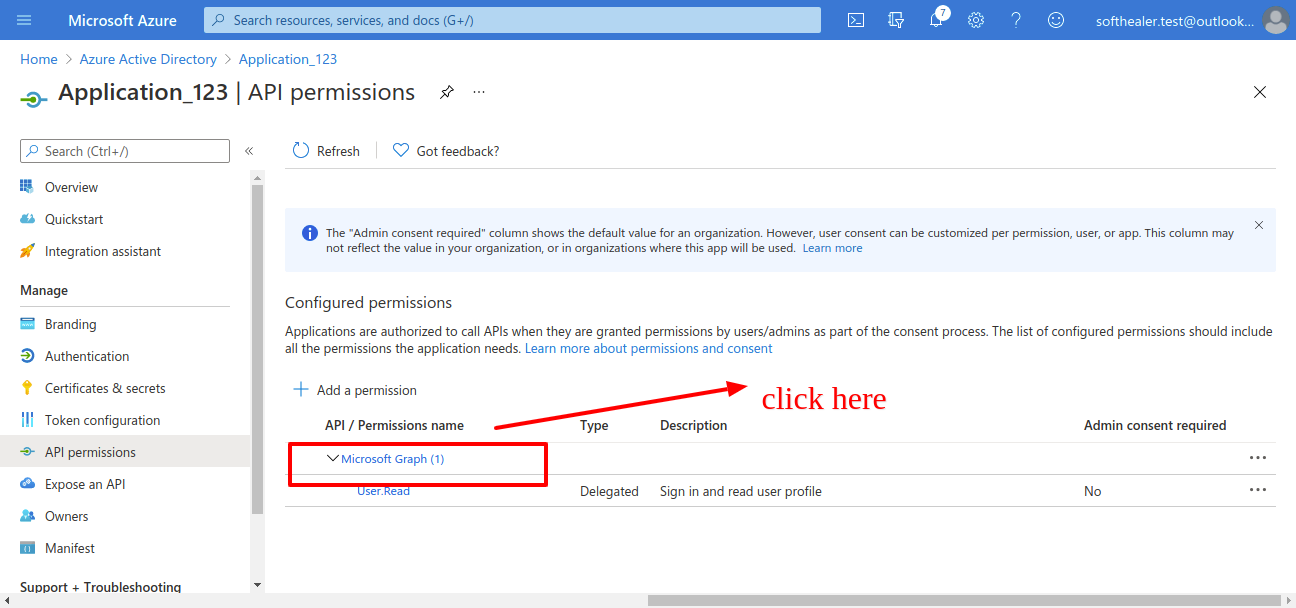 Microsoft Azure
Search resources, services, and docs (G+/)
7
softhealer.test@outlook...
Home > Azure Active Directory > Application_123
Application_123 | API permissions ...
Search (Ctrl+/)
«
Refresh
Got feedback?
Overview
Quickstart
Integration assistant
Manage
Branding
Authentication
Certificates & secrets
Token configuration
API permissions
Expose an API
Owners
Manifest
Support + Troubleshooting
The "Admin consent required" column shows the default value for an organization. However, user consent can be customized per permission, user, or app. This column may
not reflect the value in your organization, or in organizations where this app will be used. Learn more
Configured permissions
Applications are authorized to call APIs when they are granted permissions by users/admins as part of the consent process. The list of configured permissions should include
all the permissions the application needs. Learn more about permissions and consent
Add a permission
click here
API / Permissions name Type Description Admin consent required
Microsoft Graph (1) ...
User.Read Delegated Sign in and read user profile No ...